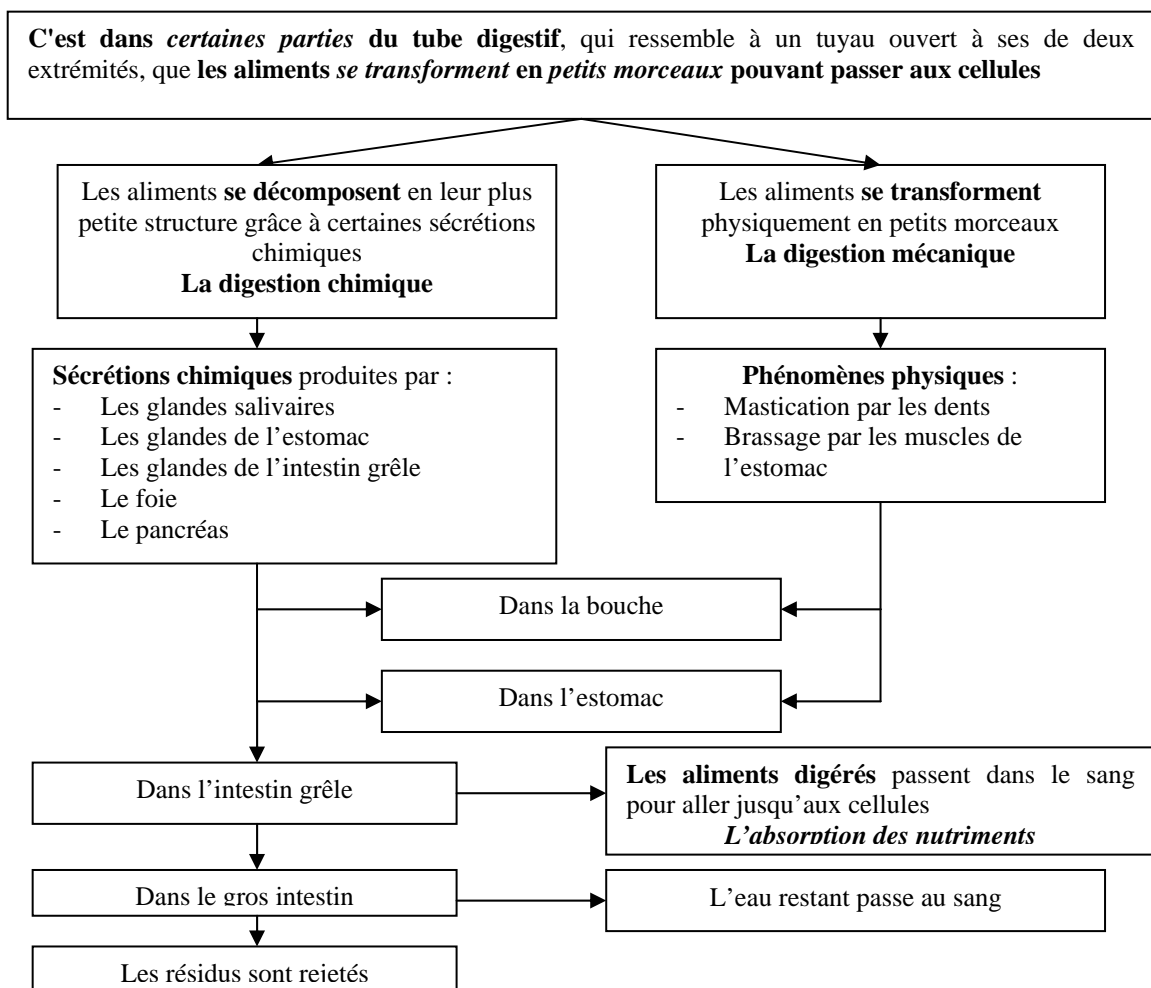 C'est dans certaines parties du tube digestif, qui ressemble à un tuyau ouvert à ses de deux
extrémités, que les aliments se transforment en petits morceaux pouvant passer aux cellules
Les aliments se décomposent en leur plus
petite structure grâce à certaines sécrétions
chimiques
La digestion chimique
Les aliments se transforment
physiquement en petits morceaux
La digestion mécanique
Sécrétions chimiques produites par :
- Les glandes salivaires
- Les glandes de l’estomac
- Les glandes de l’intestin grêle
- Le foie
- Le pancréas
Phénomènes physiques :
- Mastication par les dents
- Brassage par les muscles de
l’estomac
Dans la bouche
Dans l’estomac
Dans l’intestin grêle
Les aliments digérés passent dans le sang
pour aller jusqu’aux cellules
L’absorption des nutriments
Dans le gros intestin
L’eau restant passe au sang
Les résidus sont rejetés